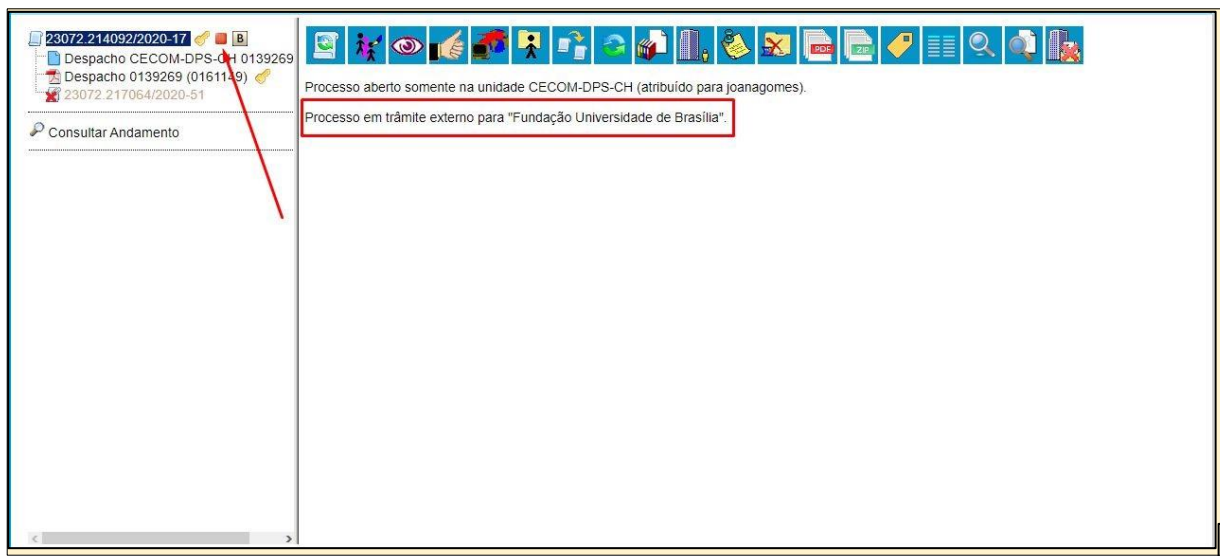 23072.214092/2020-17 B
Despacho CECOM-DPS-CH 0139269
Despacho 0139269 (0161149)
23072.217064/2020-51
Consultar Andamento
PDF
ZIP
Processo aberto somente na unidade CECOM-DPS-CH (atribuído para joanagomes).
Processo em trâmite externo para "Fundação Universidade de Brasília".